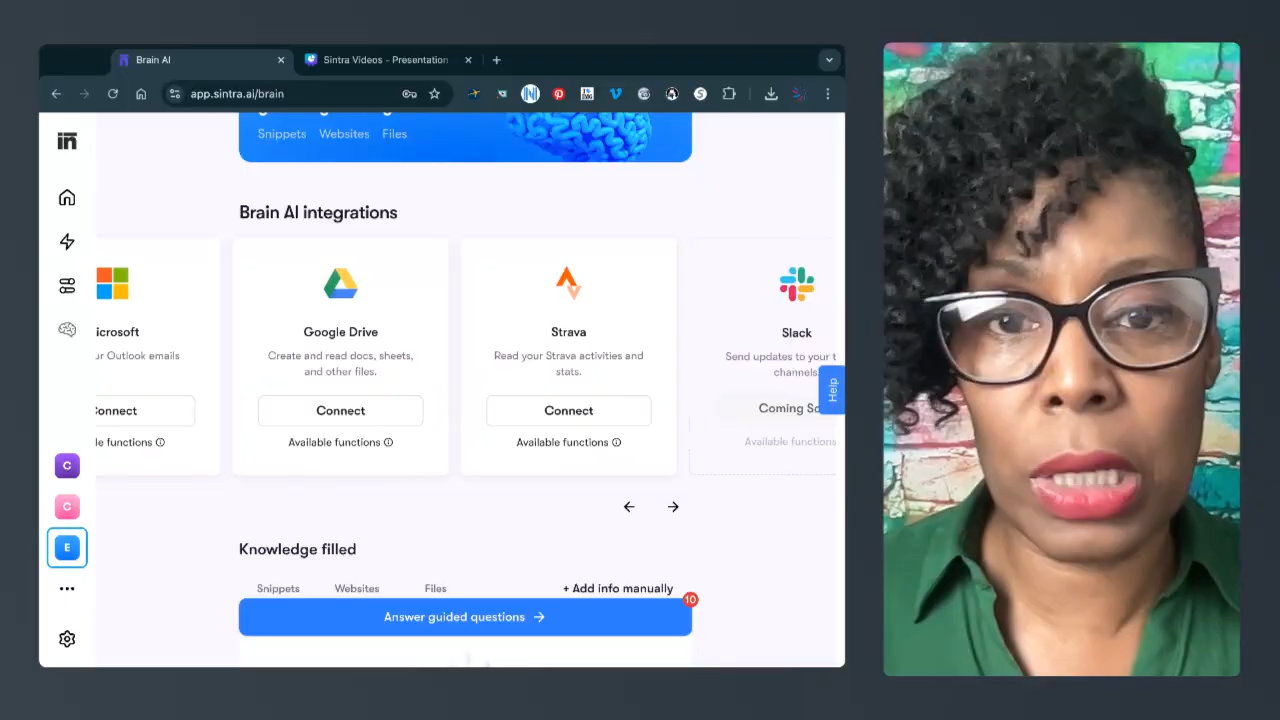 Brain AI
Sintra Videos - Presentation
app.sintra.ai/brain
in
Snippets Websites Files
Brain AI integrations
icrosoft
ur Outlook emails
Connect
le functions
Google Drive
Create and read docs, sheets,
and other files.
Connect
Available functions
Strava
Read your Strava activities and
stats.
Connect
Available functions
Slack
Send updates to your t
channels.
Coming So
Available functions
Help
C
C
E
Knowledge filled
Snippets Websites Files + Add info manually
10
Answer guided questions